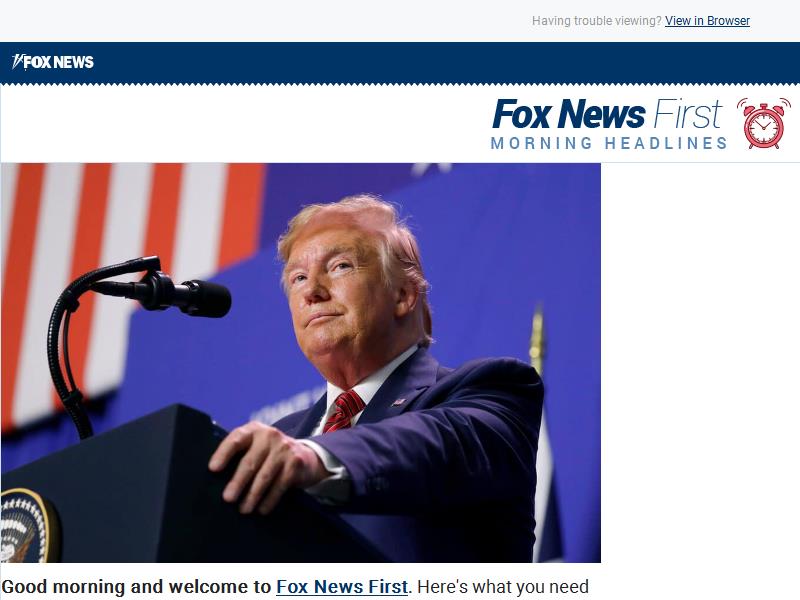 Having trouble viewing? View in Browser
FOX NEWS
Fox News First
MORNING HEADLINES
Good morning and welcome to Fox News First. Here's what you need